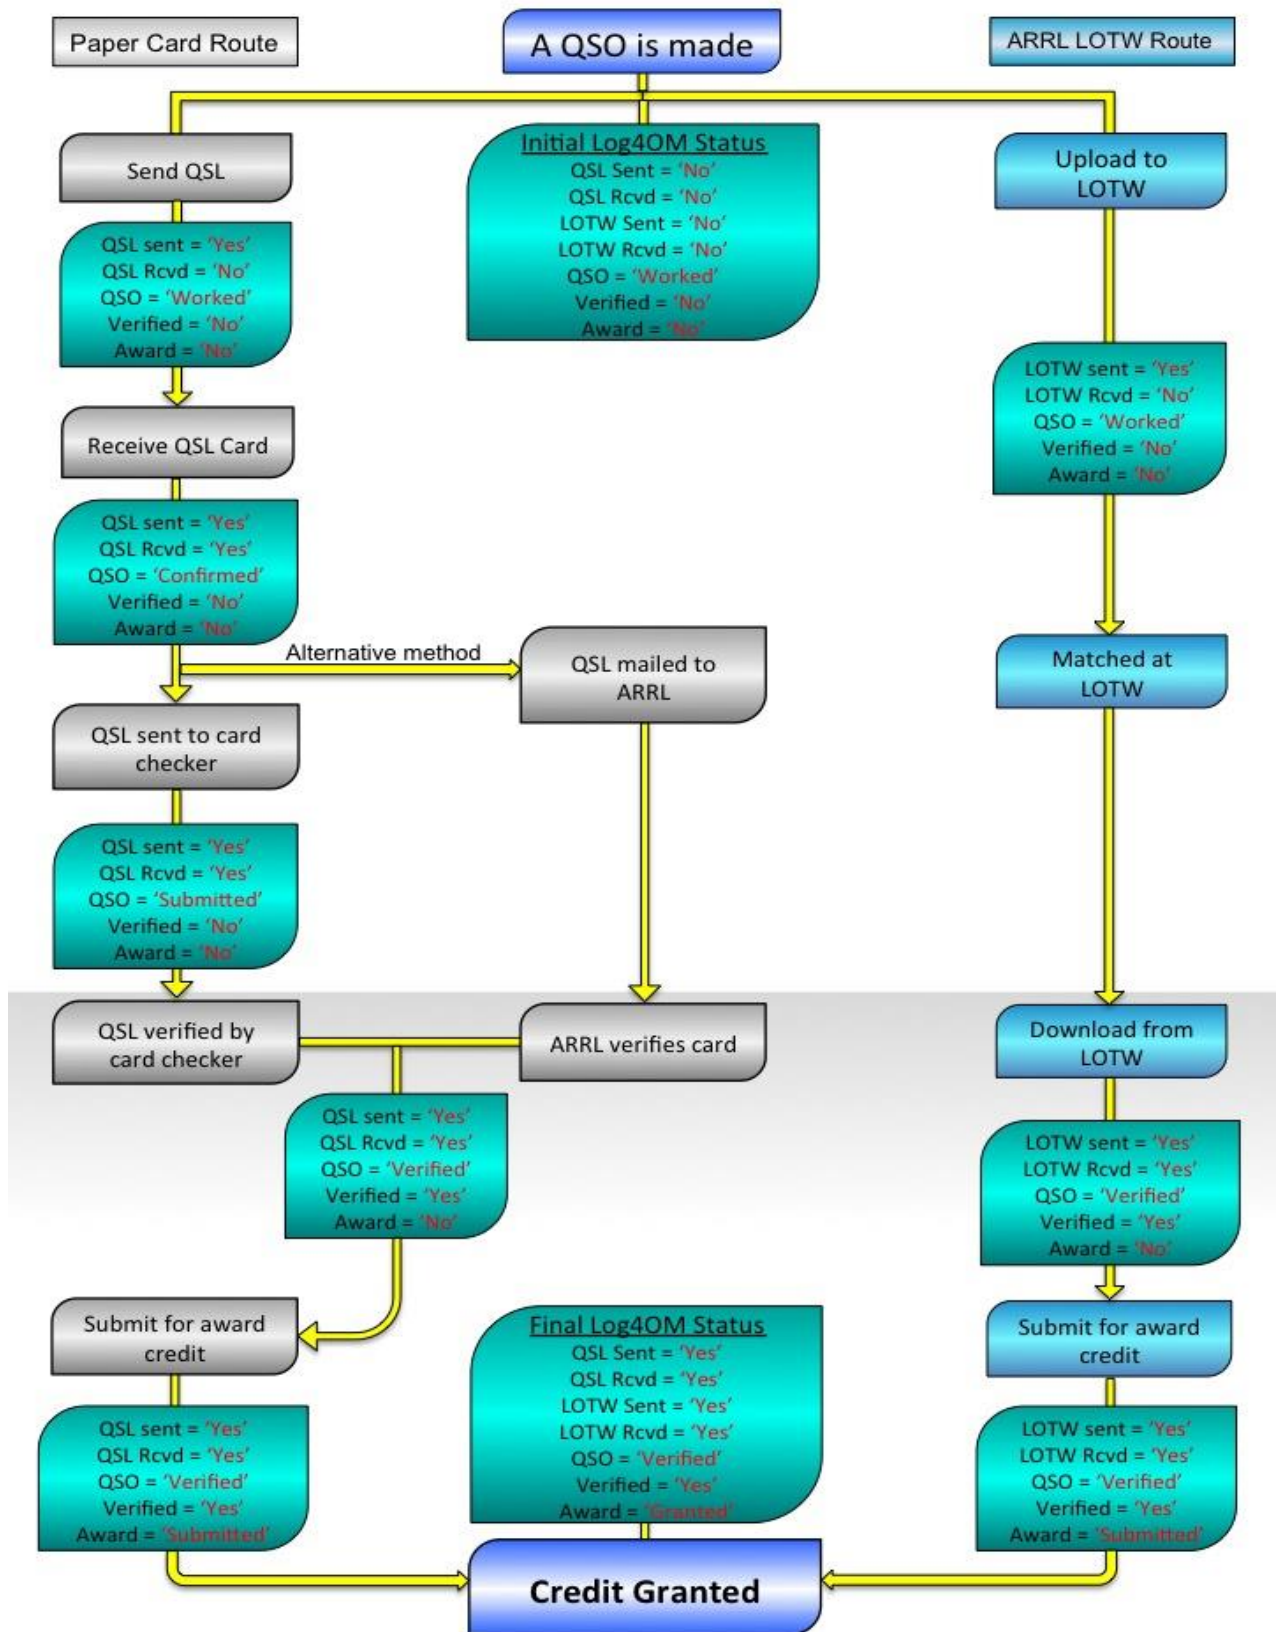 Paper Card Route
A QSO is made
ARRL LOTW Route
Send QSL
QSL sent = ‘Yes’
QSL Rcvd = ‘No’
QSO = ‘Worked’
Verified = ‘No’
Award = ‘No’
Receive QSL Card
QSL sent = ‘Yes’
QSL Rcvd = ‘Yes’
QSO = ‘Confirmed’
Verified = ‘No’
Award = ‘No’
Alternative method
QSL mailed to
ARRL
QSL sent to card
checker
QSL sent = ‘Yes’
QSL Rcvd = ‘Yes’
QSO = ‘Submitted’
Verified = ‘No’
Award = ‘No’
QSL verified by
card checker
ARRL verifies card
QSL sent = ‘Yes’
QSL Rcvd = ‘Yes’
QSO = ‘Verified’
Verified = ‘Yes’
Award = ‘No’
Submit for award
credit
QSL sent = ‘Yes’
QSL Rcvd = ‘Yes’
QSO = ‘Verified’
Verified = ‘Yes’
Award = ‘Submitted’
Initial Log4OM Status
QSL Sent = ‘No’
QSL Rcvd = ‘No’
LOTW Sent = ‘No’
LOTW Rcvd = ‘No’
QSO = ‘Worked’
Verified = ‘No’
Award = ‘No’
Upload to
LOTW
LOTW sent = ‘Yes’
LOTW Rcvd = ‘No’
QSO = ‘Worked’
Verified = ‘No’
Award = ‘No’
Matched at
LOTW
Download from
LOTW
LOTW sent = ‘Yes’
LOTW Rcvd = ‘Yes’
QSO = ‘Verified’
Verified = ‘Yes’
Award = ‘No’
Submit for award
credit
LOTW sent = ‘Yes’
LOTW Rcvd = ‘Yes’
QSO = ‘Verified’
Verified = ‘Yes’
Award = ‘Submitted’
Final Log4OM Status
QSL Sent = ‘Yes’
QSL Rcvd = ‘Yes’
LOTW Sent = ‘Yes’
LOTW Rcvd = ‘Yes’
QSO = ‘Verified’
Verified = ‘Yes’
Award = ‘Granted’
Credit Granted